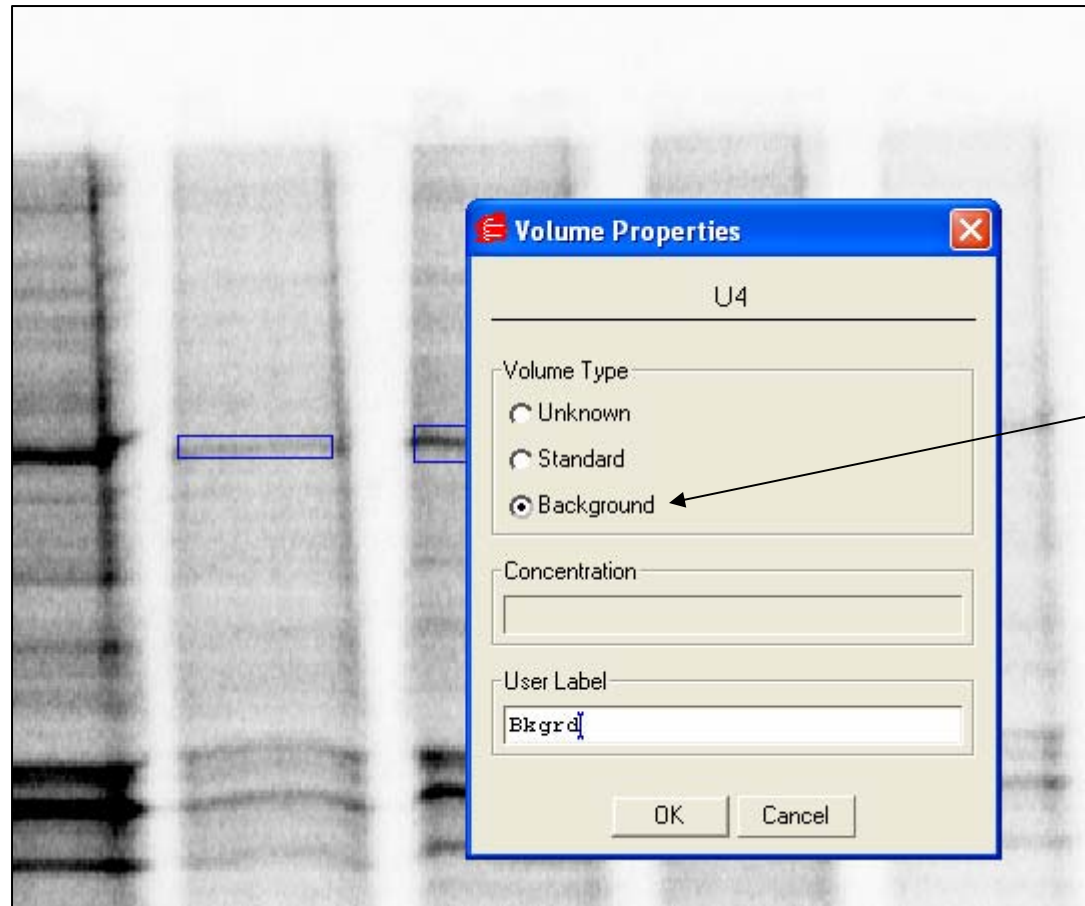 Volume Properties
U4
Volume Type
Unknown
Standard
Background
Concentration
User Label
Bkgrd
OK Cancel